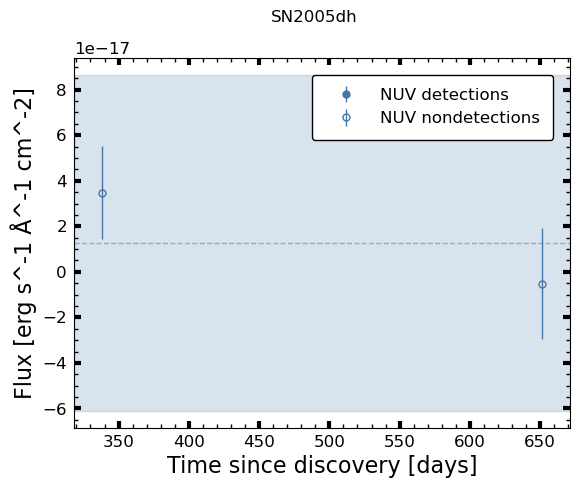 SN2005dh
1e−17
NUV detections
NUV nondetections
8
6
4
2
0
−2
−4
−6
Flux [erg s^-1 Å^-1 cm^-2]
350
400
450
500
550
600
650
Time since discovery [days]